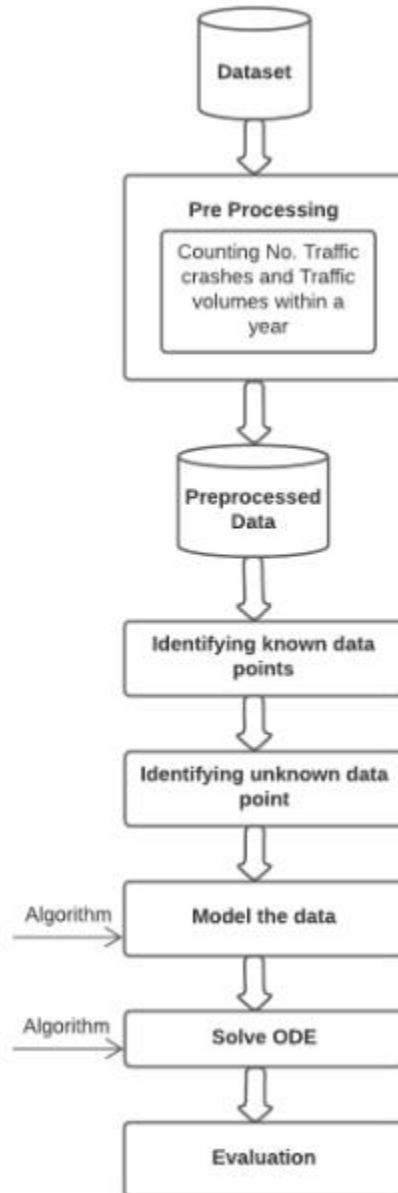 Dataset
Pre Processing
Counting No. Traffic
crashes and Traffic
volumes within a
year
Preprocessed
Data
Identifying known data
points
Identifying unknown data
point
Algorithm
Model the data
Algorithm
Solve ODE
Evaluation